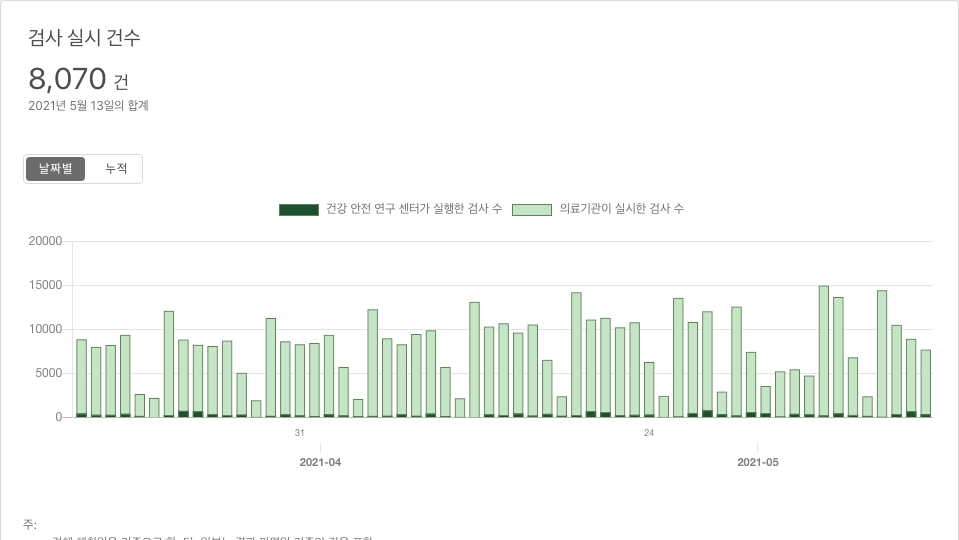 검사 실시 건수
8,070 건
2021년 5월 13일의 합계
날짜별 누적
건강 안전 연구 센터가 실행한 검사 수 의료기관이 실시한 검사 수
20000
15000
10000
5000
0
31 24
2021-04 2021-05
주: